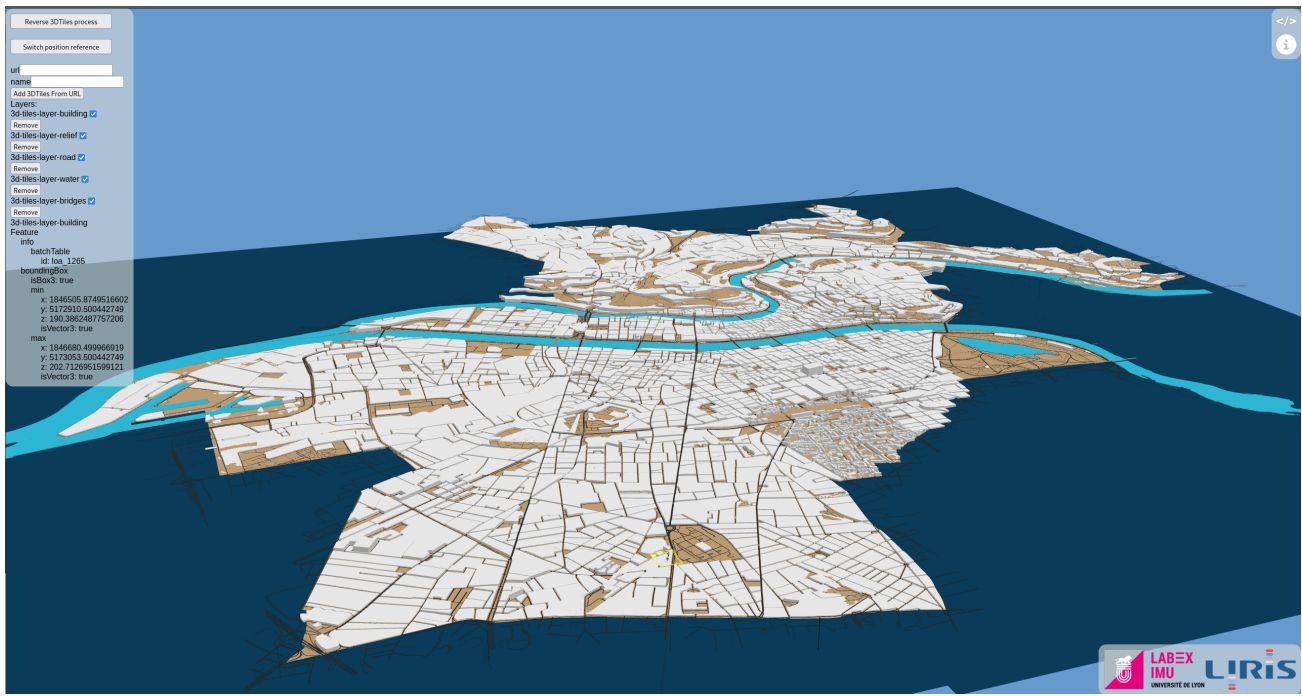 Reverse 3DTiles process
Switch position reference
url
name
Add 3DTiles From URL
Layers:
3d-tiles-layer-building
Remove
3d-tiles-layer-relief
Remove
3d-tiles-layer-road
Remove
3d-tiles-layer-water
Remove
3d-tiles-layer-bridges
Remove
3d-tiles-layer-building
Feature
info
batchTable
id: loa_1265
boundingBox
isBox3: true
min
x: 1846505.8749516602
y: 5172910.500442749
z: 190.3862487757206
isVector3: true
max
x: 1846680.499966919
y: 5173053.500442749
z: 202.7126951599121
isVector3: true
</>
i
LABEX
IMU
UNIVERSITÉ DE LYON
LIRIS